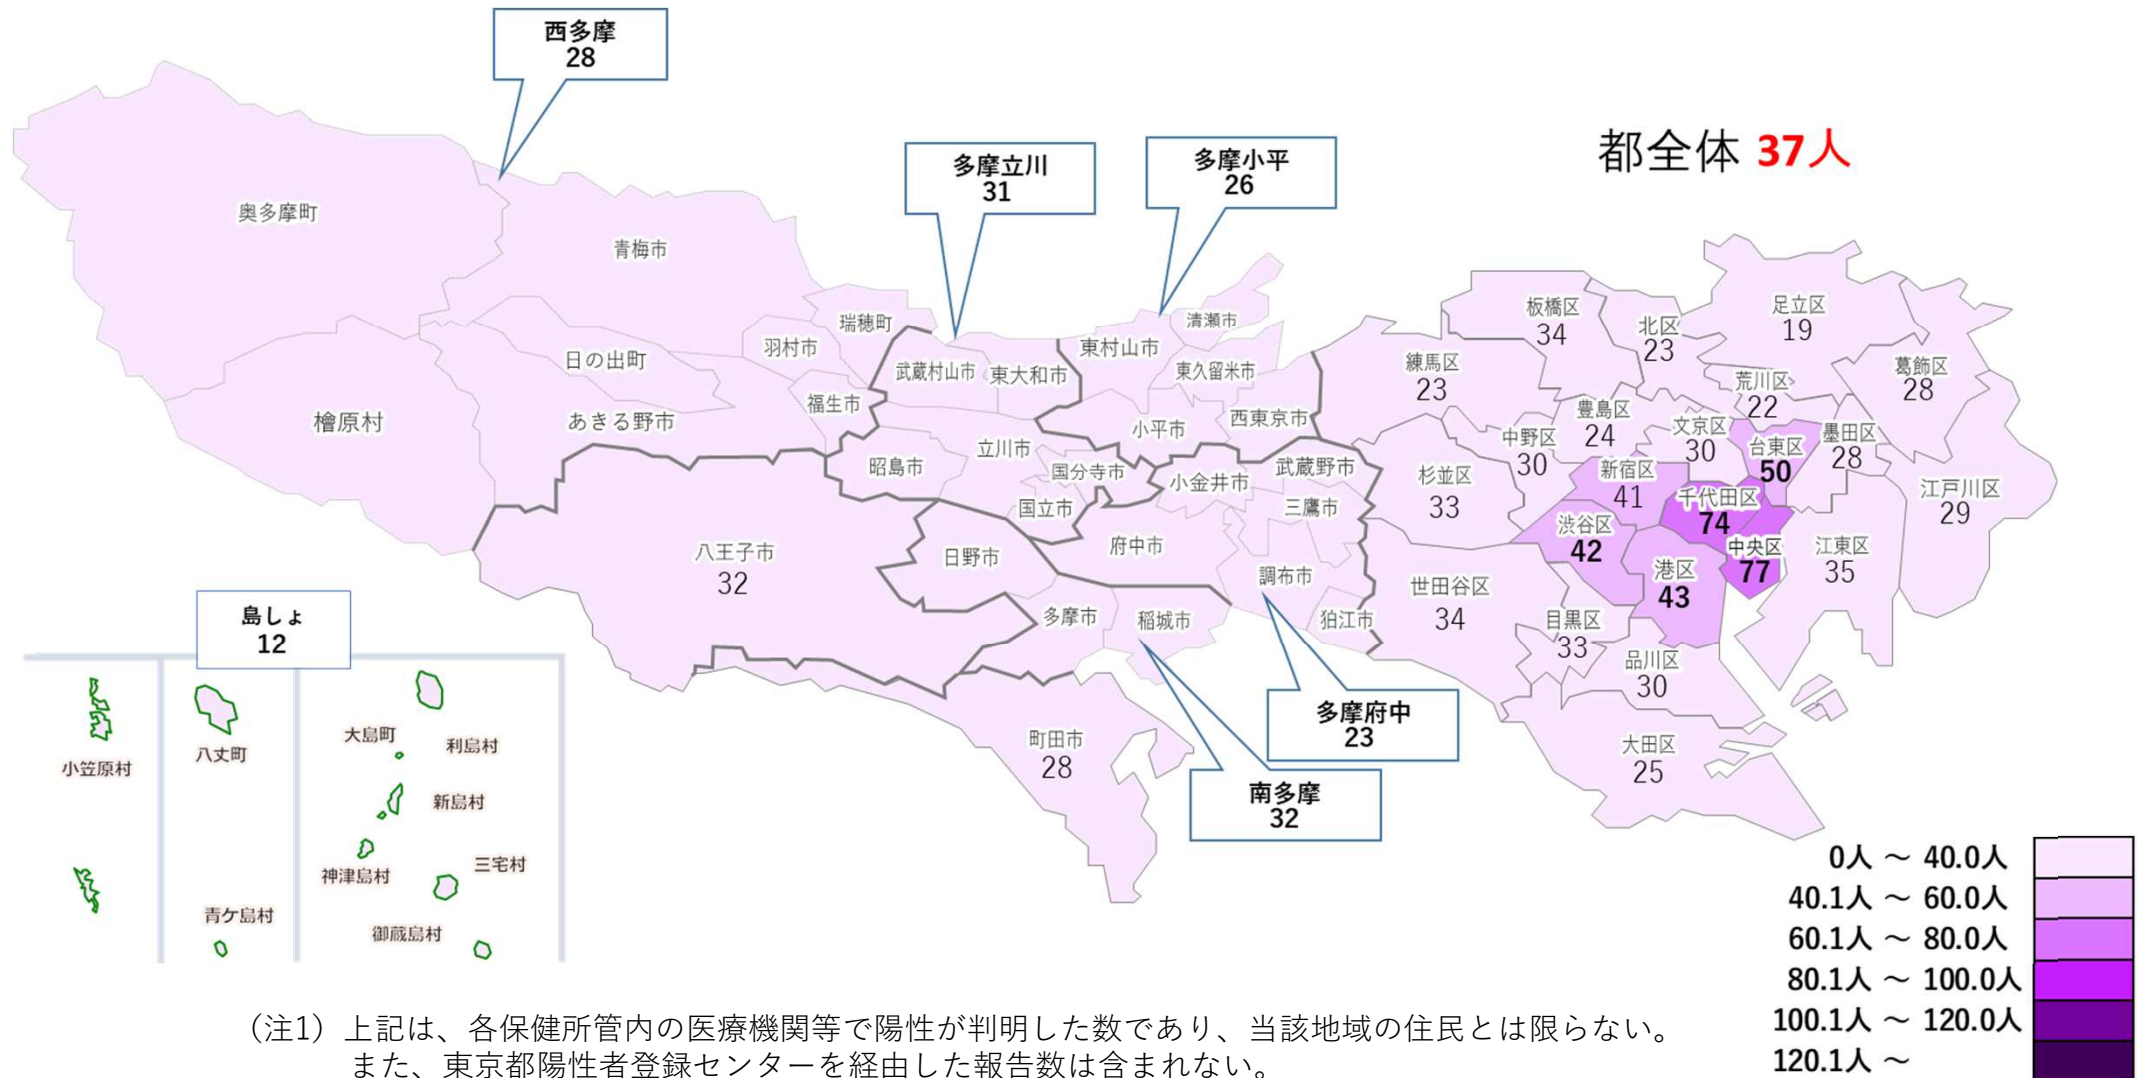 西多摩
28
多摩立川
31
多摩小平
26
都全体 37人
奥多摩町
青梅市
瑞穂町
羽村市
日の出町
福生市
あきる野市
檜原村
武蔵村山市
東大和市
東村山市
清瀬市
東久留米市
小平市
西東京市
昭島市
立川市
国分寺市
国立市
小金井市
武蔵野市
三鷹市
府中市
調布市
狛江市
八王子市
32
日野市
多摩市
稲城市
町田市
28
多摩府中
23
南多摩
32
板橋区
34
北区
23
足立区
19
葛飾区
28
練馬区
23
荒川区
22
豊島区
24
文京区
30
台東区
50
墨田区
28
中野区
30
新宿区
41
杉並区
33
千代田区
74
江戸川区
29
渋谷区
42
中央区
77
江東区
35
港区
43
世田谷区
34
目黒区
33
品川区
30
大田区
25
島しょ
12
小笠原村
八丈町
青ケ島村
大島町
利島村
新島村
神津島村
三宅村
御蔵島村
0人 ～ 40.0人
40.1人 ～ 60.0人
60.1人 ～ 80.0人
80.1人 ～ 100.0人
100.1人 ～ 120.0人
120.1人 ～
（注1）上記は、各保健所管内の医療機関等で陽性が判明した数であり、当該地域の住民とは限らない。
また、東京都陽性者登録センターを経由した報告数は含まれない。